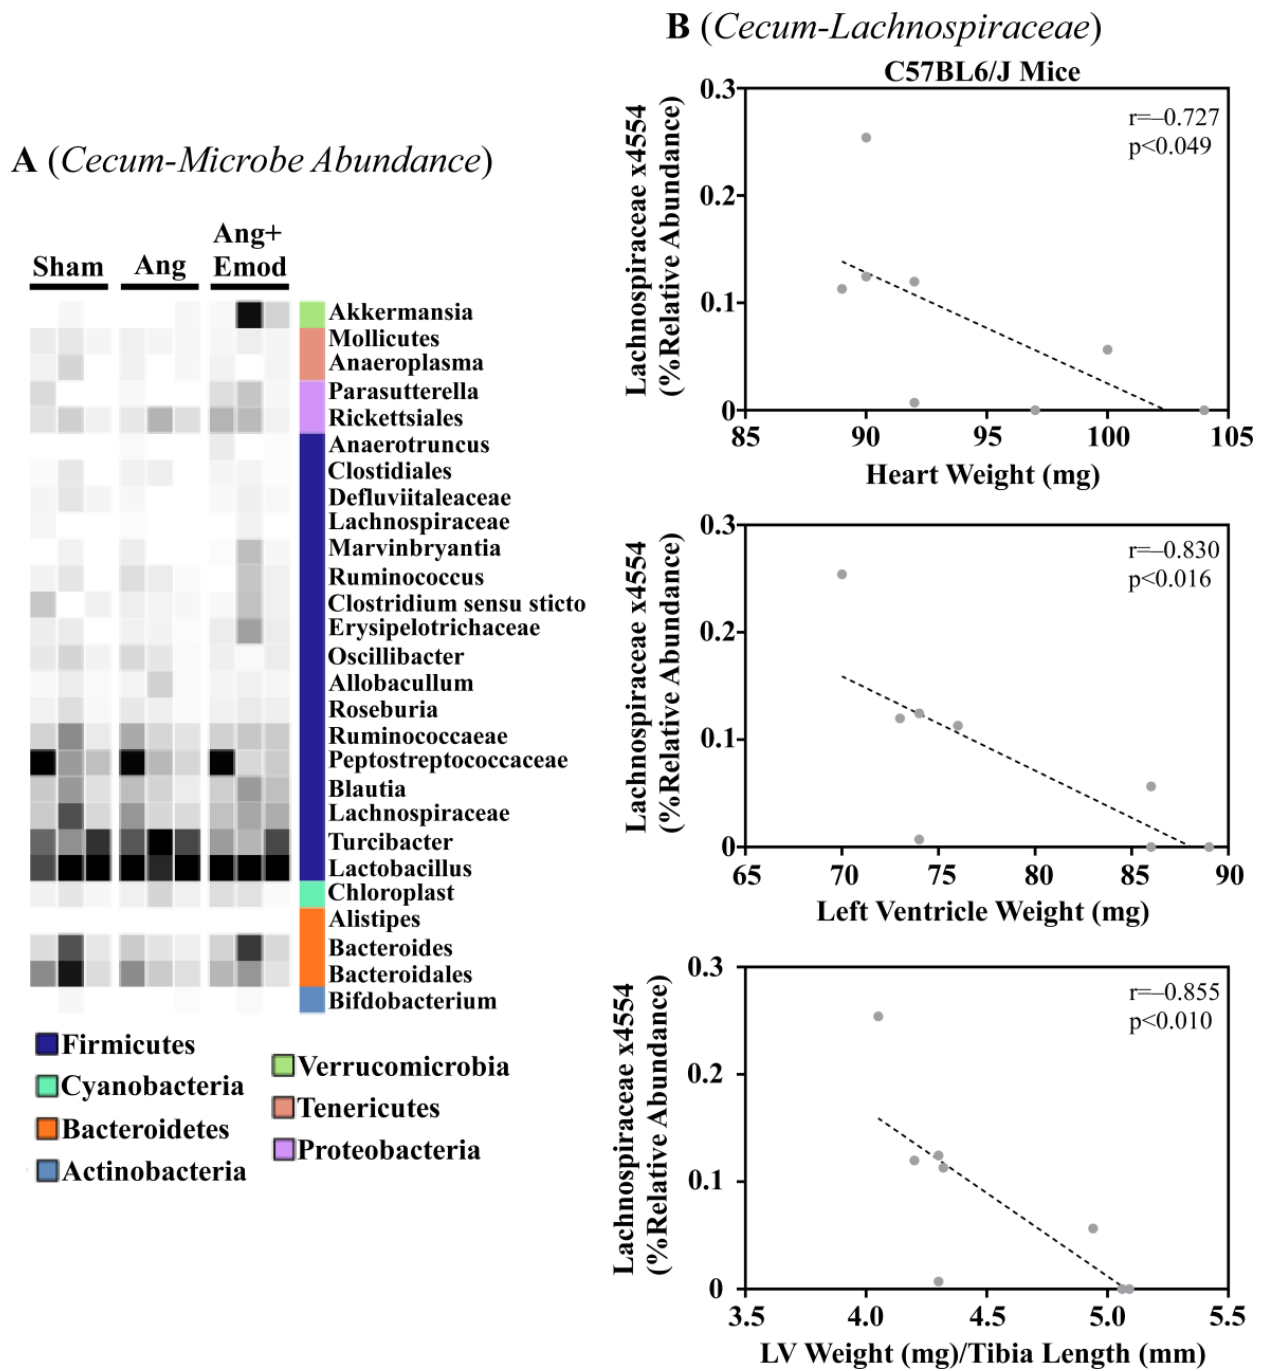 A (Cecum-Microbe Abundance)
Sham
Ang
Ang+
Emod
Akkermansia
Mollicutes
Anaeroplasma
Parasutterella
Rickettsiales
Anaerotruncus
Clostidiales
Defluviitaleaceae
Lachnospiraceae
Marvinbryantia
Ruminococcus
Clostridium sensu sticto
Erysipelotrichaceae
Oscillibacter
Allobacullum
Roseburia
Ruminoccaeae
Peptostreptococcaceae
Blautia
Lachnospiraceae
Turcibacter
Lactobacillus
Chloroplast
Alistipes
Bacteroides
Bacteroidales
Bifdobacterium
Firmicutes
Cyanobacteria
Bacteroidetes
Actinobacteria
Verrucomicrobia
Tenericutes
Proteobacteria
B (Cecum-Lachnospiraceae)
C57BL6/J Mice
Lachnospiraceae x4554
(%Relative Abundance)
0.3
0.2
0.1
0
r=–0.727
p<0.049
85 90 95 100 105
Heart Weight (mg)
Lachnospiraceae x4554
(%Relative Abundance)
0.3
0.2
0.1
0
r=–0.830
p<0.016
65 70 75 80 85 90
Left Ventricle Weight (mg)
Lachnospiraceae x4554
(%Relative Abundance)
0.3
0.2
0.1
0
r=–0.855
p<0.010
3.5 4.0 4.5 5.0 5.5
LV Weight (mg)/Tibia Length (mm)